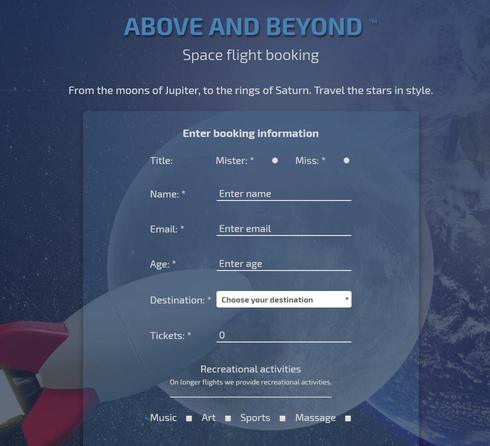 ABOVE AND BEYOND ™
Space flight booking
From the moons of Jupiter, to the rings of Saturn. Travel the stars in style.
Enter booking information
Title: Mister: * Miss: *
Name: * Enter name
Email: * Enter email
Age: * Enter age
Destination: * Choose your destination
Tickets: * 0
Recreational activities
On longer flights we provide recreational activities.
Music Art Sports Massage